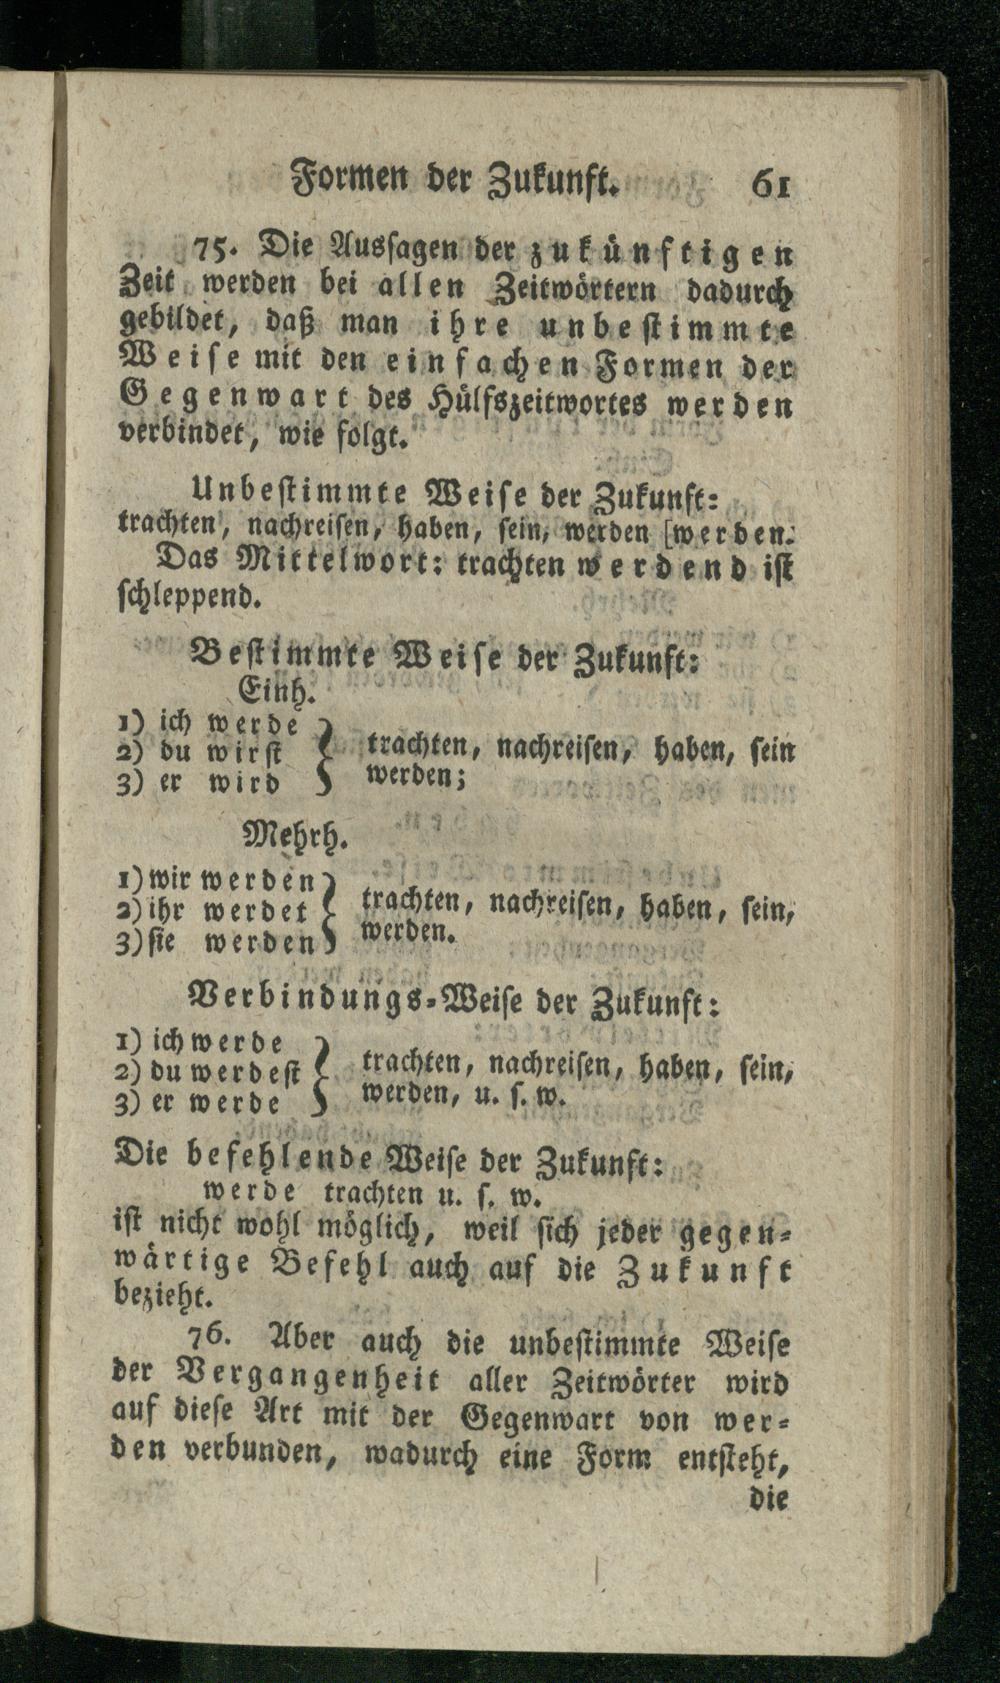 Formen der Zukunft. 61
75. Die Aussagen der zukünftigen
Zeit werden bei allen Zeitwörtern dadurch
gebildet, daß man ihre unbestimmte
Weise mit den einfachen Formen der
Gegenwart des Hülfszeitwortes werden
verbindet, wie folgt.
Unbestimmte Weise der Zukunft:
trachten, nachreisen, haben, sein, werden [werden.
Das Mittelwort: trachten werdend ist
schleppend.
Bestimmte Weise der Zukunft:
Einh.
1) ich werde
2) du wirst
3) er wird
} trachten, nachreisen, haben, sein
werden;
Mehrh.
1) wir werden
2) ihr werdet
3) sie werden
} trachten, nachreisen, haben, sein,
werden.
Verbindungs-Weise der Zukunft:
1) ich werde
2) du werdest
3) er werde
} trachten, nachreisen, haben, sein,
werden, u. s. w.
Die befehlende Weise der Zukunft:
werde trachten u. s. w.
ist nicht wohl möglich, weil sich jeder gegen-
wärtige Befehl auch auf die Zukunft
bezieht.
76. Aber auch die unbestimmte Weise
der Vergangenheit aller Zeitwörter wird
auf diese Art mit der Gegenwart von wer-
den verbunden, wadurch eine Form entsteht,
die